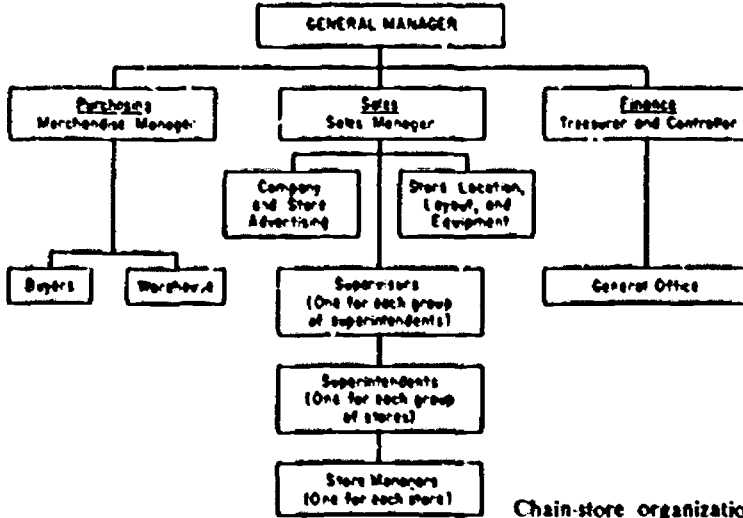 GENERAL MANAGER
Purchasing
Merchandise Manager
Sales
Sales Manager
Finance
Treasurer and Controller
Company
and Store
Advertising
Store Location,
Layout, and
Equipment
Buyers
Warehouse
Supervisors
(One for each group
of superintendents)
General Office
Superintendents
(One for each group
of stores)
Store Managers
(One for each store)
Chain-store organizatio